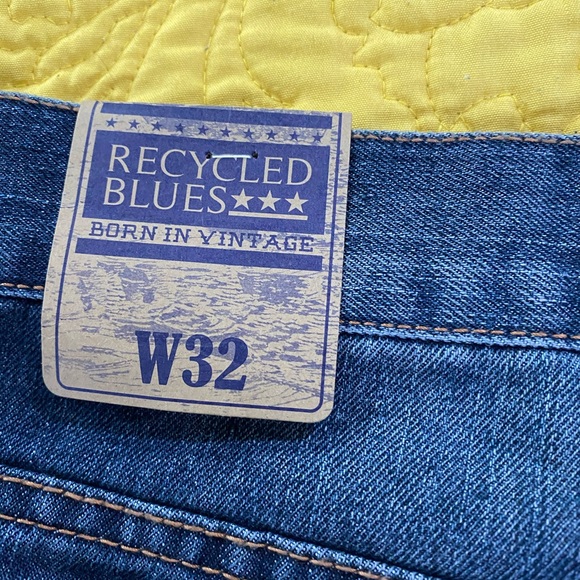 RECYCLED
BLUES★★★
BORN IN VINTAGE
W32